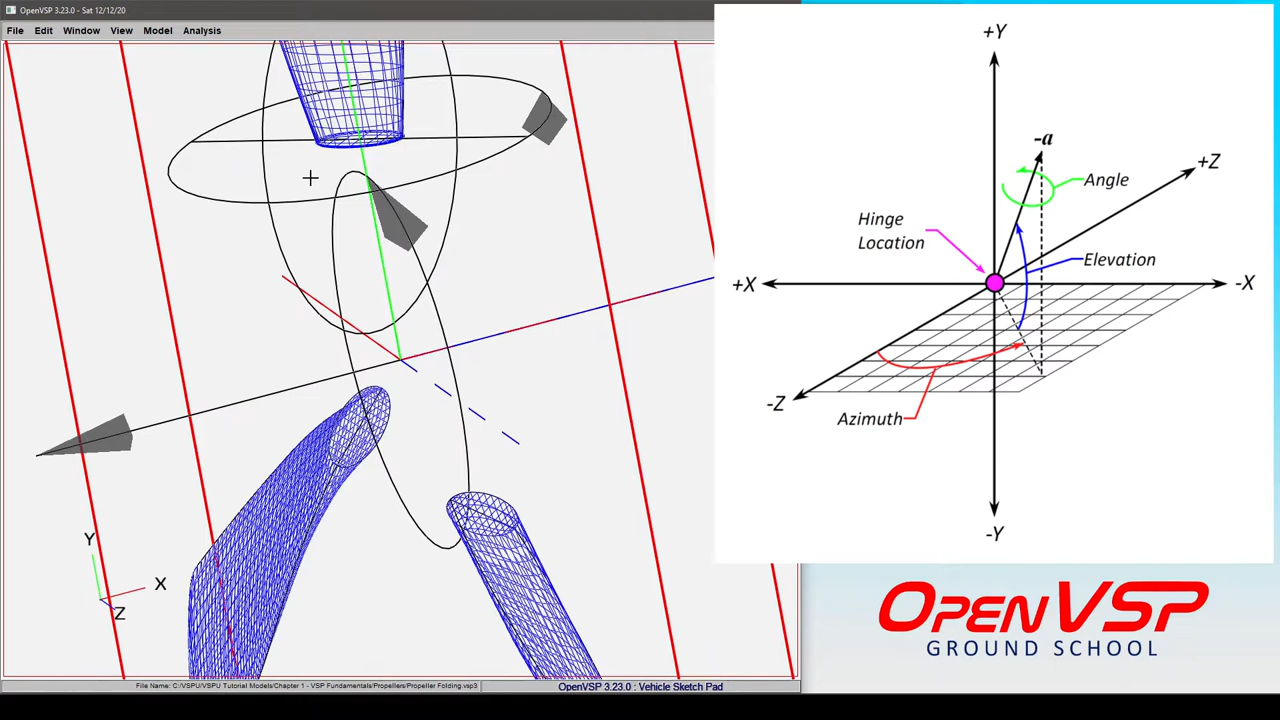 OpenVSP 3.23.0 - Sat 12/12/20
File Edit Window View Model Analysis
+Y
-a
+Z
Angle
Hinge
Location
Elevation
+X
-X
-Z
Azimuth
-Y
Y
X
Z
OPENVSP
GROUND SCHOOL
File Name: C:/VSPU/VSPU Tutorial Models/Chapter 1 - VSP Fundamentals/Propellers/Propeller Folding.vsp3
OpenVSP 3.23.0 : Vehicle Sketch Pad